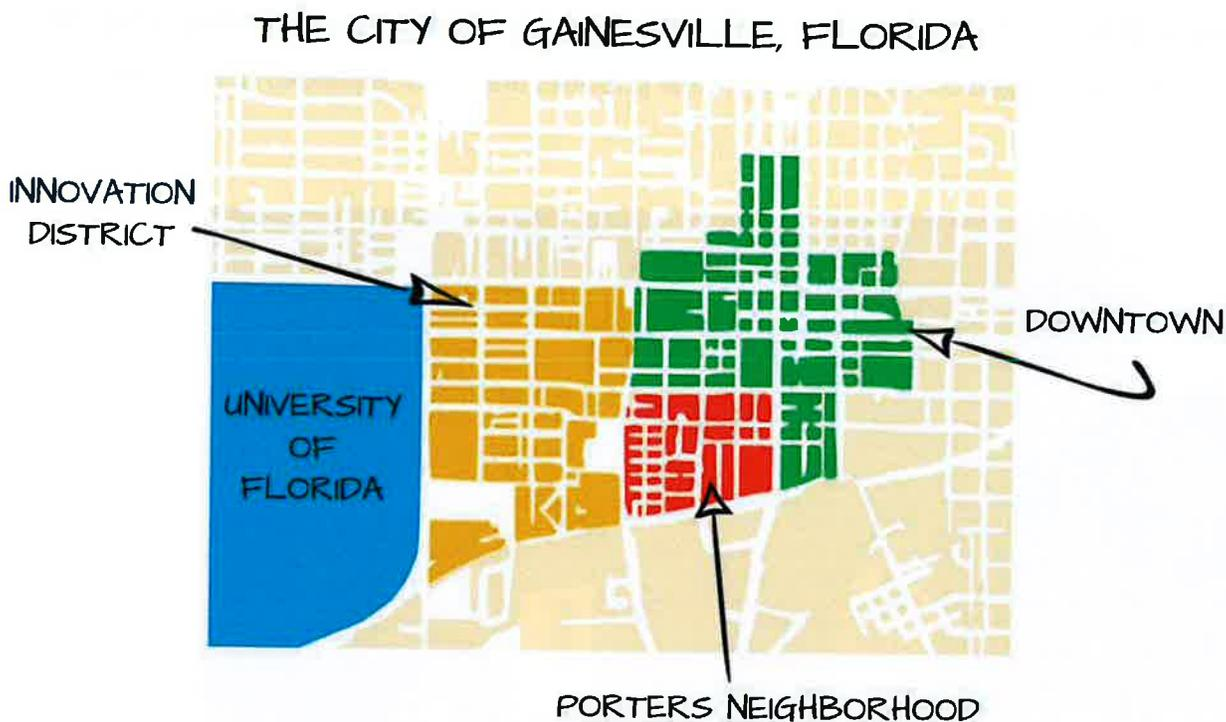 THE CITY OF GAINESVILLE, FLORIDA
INNOVATION
DISTRICT
DOWNTOWN
UNIVERSITY
OF
FLORIDA
PORTERS NEIGHBORHOOD